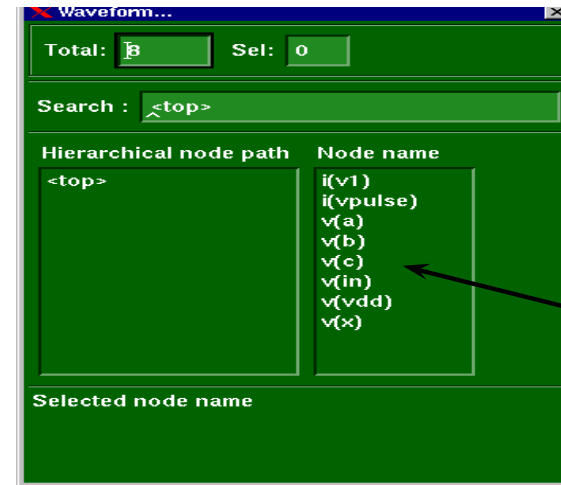 Waveform...
Total: 8 Sel: 0
Search : <top>
Hierarchical node path Node name
<top>
i(v1)
i(vpulse)
v(a)
v(b)
v(c)
v(in)
v(vdd)
v(x)
Selected node name